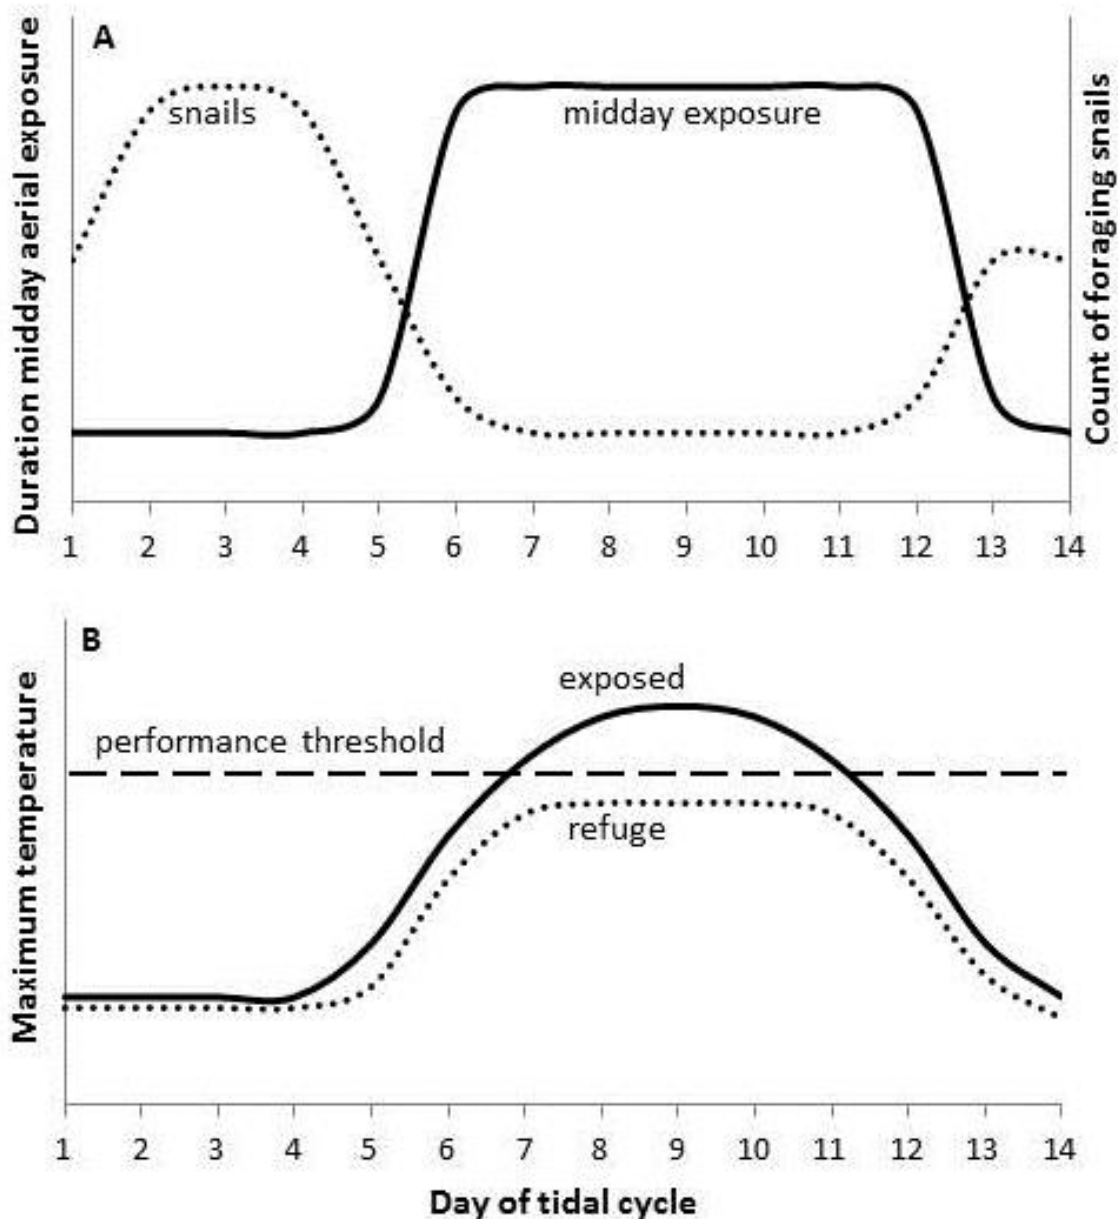 A
Duration midday aerial exposure
snails
midday exposure
Count of foraging snails
1 2 3 4 5 6 7 8 9 10 11 12 13 14
B
Maximum temperature
exposed
performance threshold
refuge
1 2 3 4 5 6 7 8 9 10 11 12 13 14
Day of tidal cycle